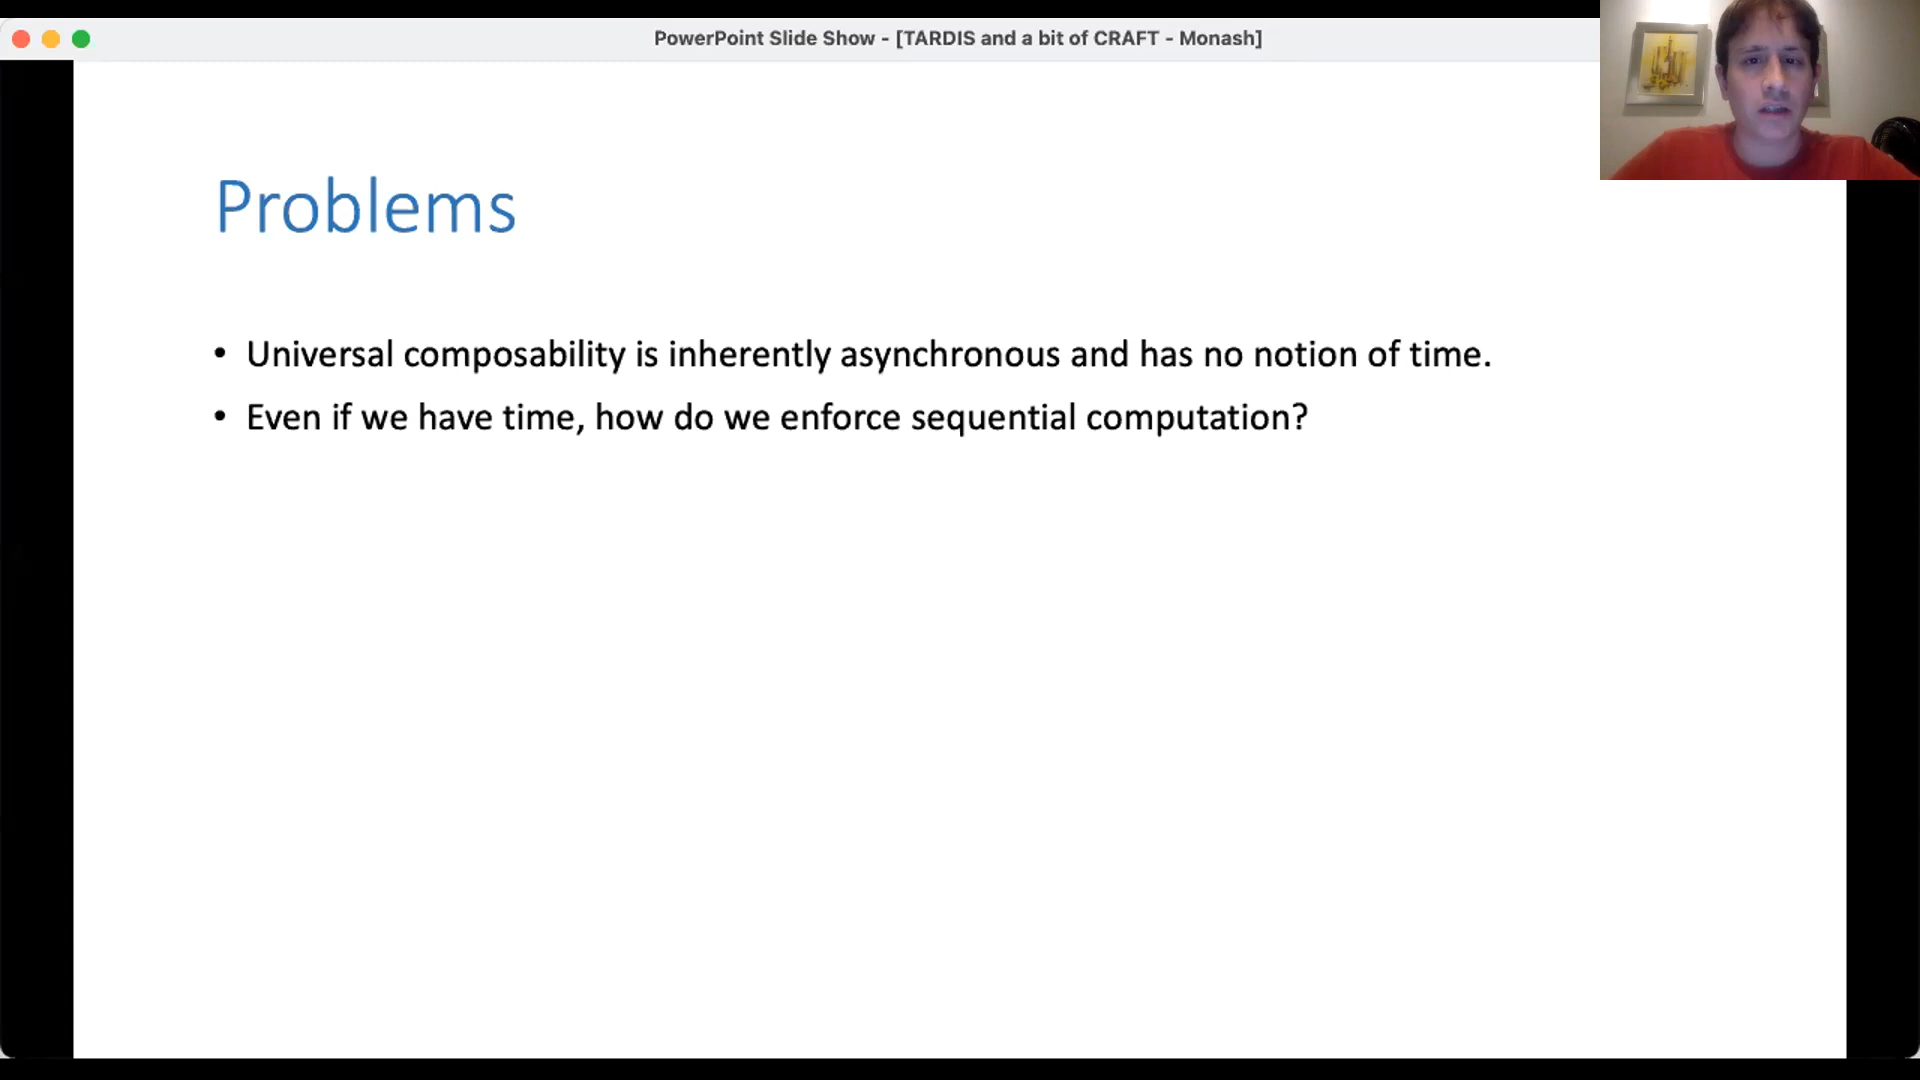 PowerPoint Slide Show - [TARDIS and a bit of CRAFT - Monash]
Problems
• Universal composability is inherently asynchronous and has no notion of time.
• Even if we have time, how do we enforce sequential computation?